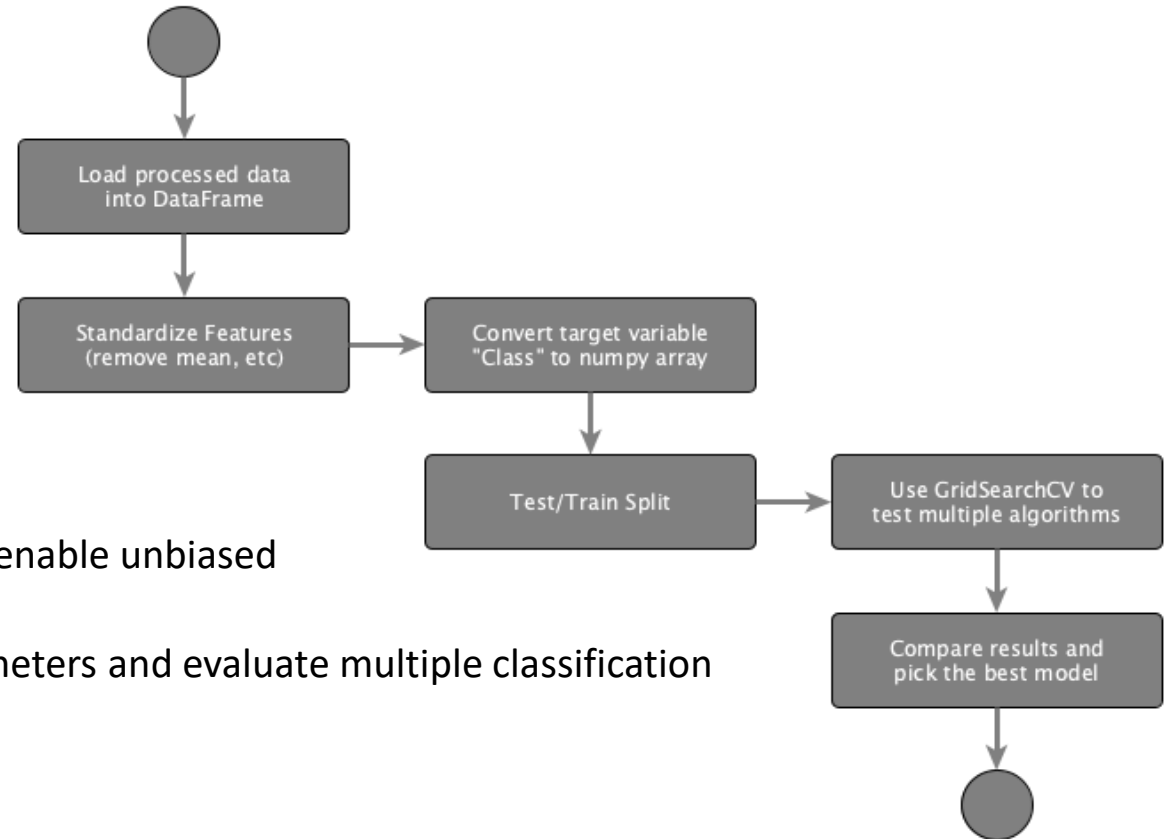 Load processed data
into DataFrame
Standardize Features
(remove mean, etc)
Convert target variable
"Class" to numpy array
Test/Train Split
Use GridSearchCV to
test multiple algorithms
enable unbiased
and evaluate multiple classification
Compare results and
pick the best model